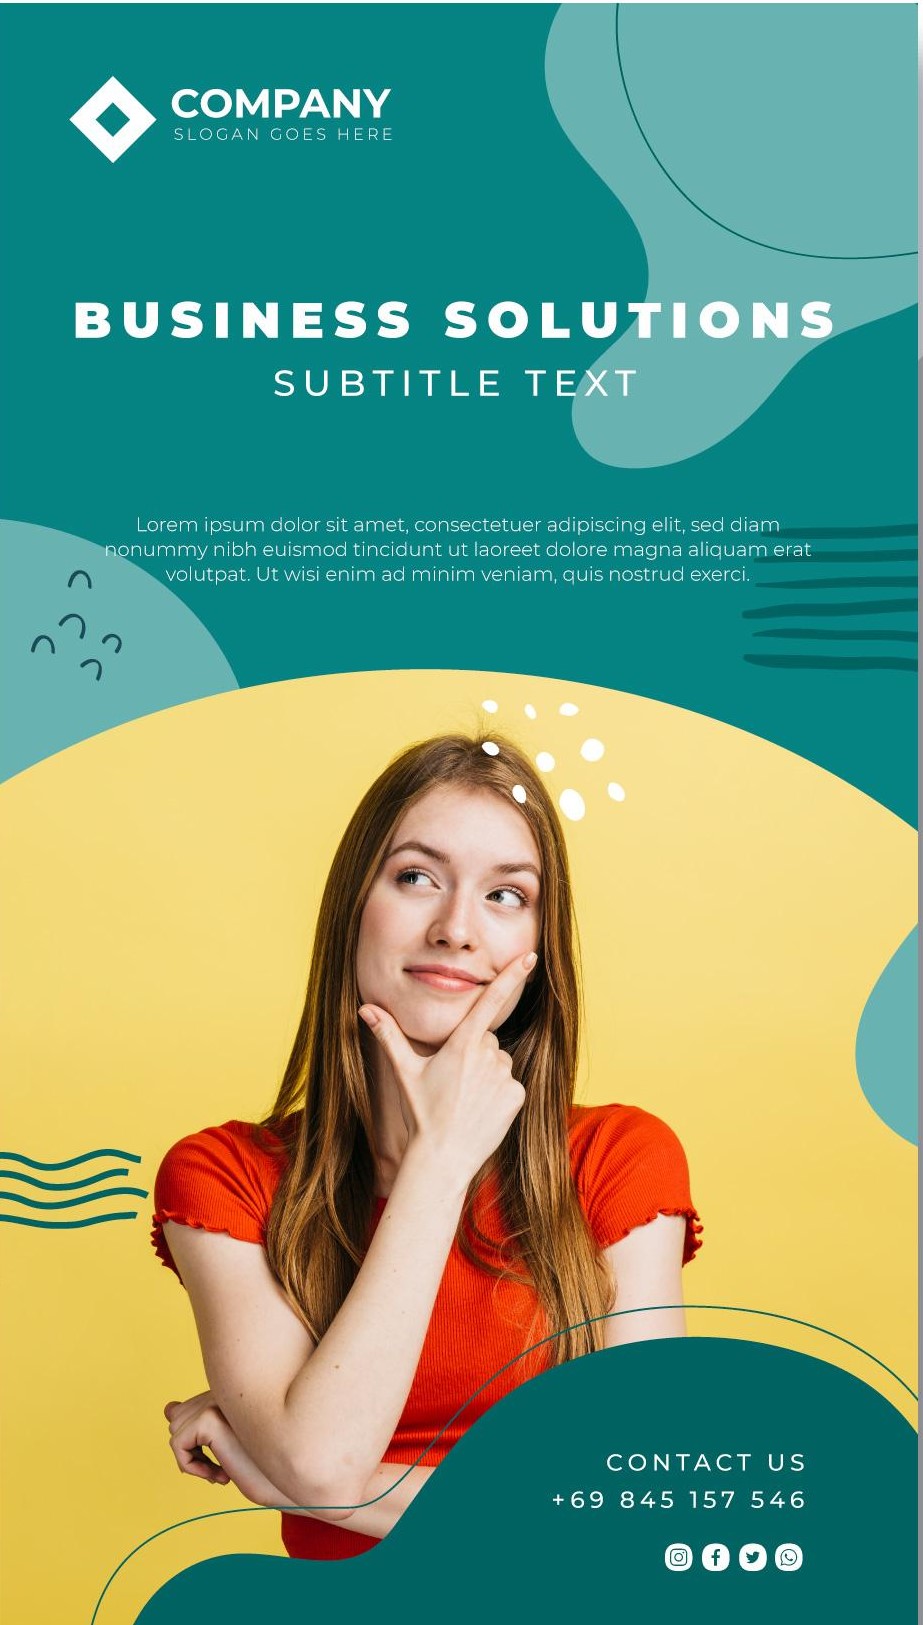 COMPANY
SLOGAN GOES HERE
BUSINESS SOLUTIONS
SUBTITLE TEXT
Lorem ipsum dolor sit amet, consectetuer adipiscing elit, sed diam
nonummy nibh euismod tincidunt ut laoreet dolore magna aliquam erat
volutpat. Ut wisi enim ad minim veniam, quis nostrud exerci.
CONTACT US
+69 845 157 546